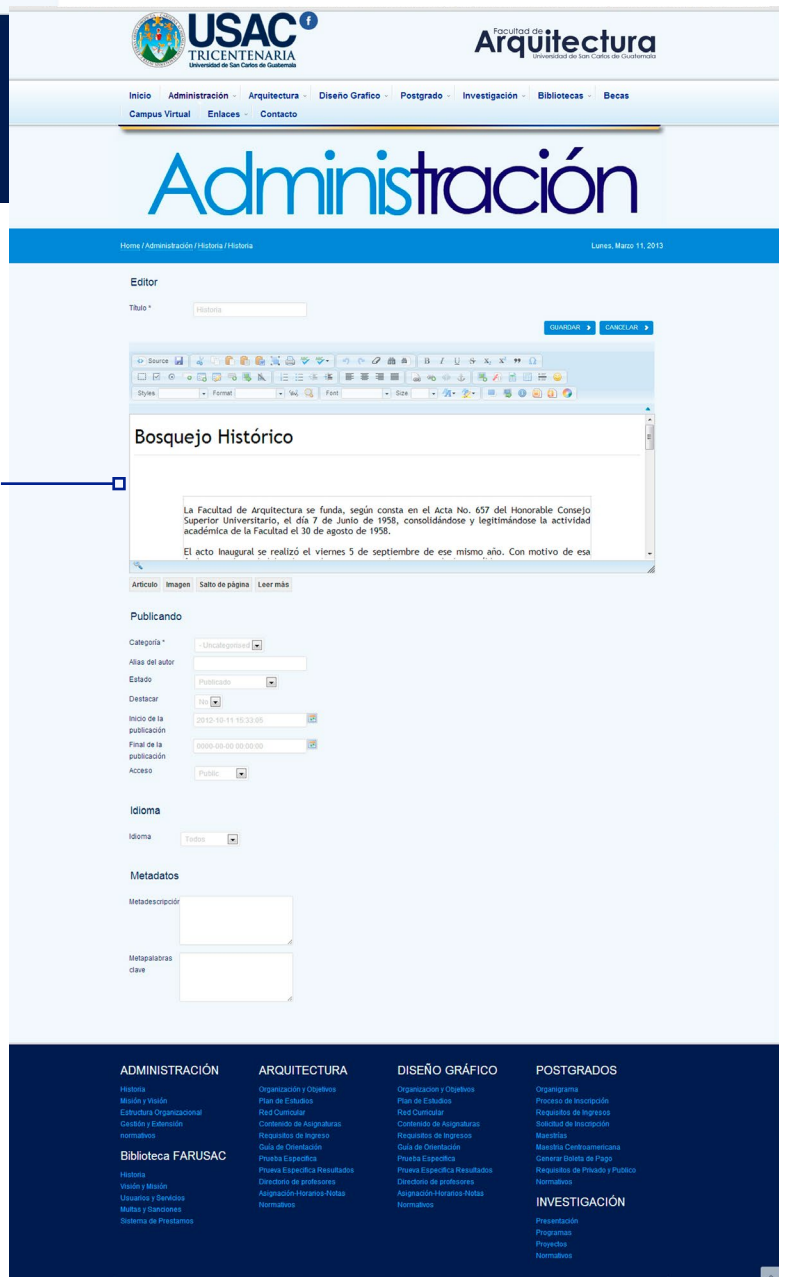 USAC
TRICENTENARIA
Universidad de San Carlos de Guatemala
Facultad de
Arquitectura
Universidad de San Carlos de Guatemala
Inicio Administración Arquitectura Diseño Grafico Postgrado Investigación Bibliotecas Becas
Campus Virtual Enlaces Contacto
Administración
Home / Administración / Historia / Historia Lunes, Marzo 11, 2013
Editor
Título * Historia
GUARDAR CANCELAR
Source
Styles Format Font Size
Bosquejo Histórico
La Facultad de Arquitectura se funda, según consta en el Acta No. 657 del Honorable Consejo
Superior Universitario, el día 7 de Junio de 1958, consolidándose y legitimándose la actividad
académica de la Facultad el 30 de agosto de 1958.
El acto Inaugural se realizó el viernes 5 de septiembre de ese mismo año. Con motivo de esa
Artículo Imagen Salto de página Leer más
Publicando
Categoría * - Uncategorised
Alias del autor
Estado Publicado
Destacar No
Inicio de la
publicación 2012-10-11 15:33:05
Final de la
publicación 0000-00-00 00:00:00
Acceso Public
Idioma
Idioma Todos
Metadatos
Metadescripción
Metapalabras
clave
ADMINISTRACIÓN
Historia
Misión y Visión
Estructura Organizacional
Gestión y Extensión
normativos
Biblioteca FARUSAC
Historia
Visión y Misión
Usuarios y Servicios
Multas y Sanciones
Sistema de Prestamos
ARQUITECTURA
Organización y Objetivos
Plan de Estudios
Red Curricular
Contenido de Asignaturas
Requisitos de Ingreso
Guía de Orientación
Prueba Especifica
Prueva Especifica Resultados
Directorio de profesores
Asignación-Horarios-Notas
Normativos
DISEÑO GRÁFICO
Organizacion y Objetivos
Plan de Estudios
Red Curricular
Contenido de Asignaturas
Requisitos de Ingresos
Guía de Orientación
Prueba Especifica
Prueva Especifica Resultados
Directorio de profesores
Asignación-Horarios-Notas
Normativos
POSTGRADOS
Organigrama
Proceso de Inscripción
Requisitos de Ingresos
Solicitud de Inscripción
Maestrías
Maestria Centroamericana
Generar Boleta de Pago
Requisitos de Privado y Publico
Normativos
INVESTIGACIÓN
Presentación
Programas
Proyectos
Normativos